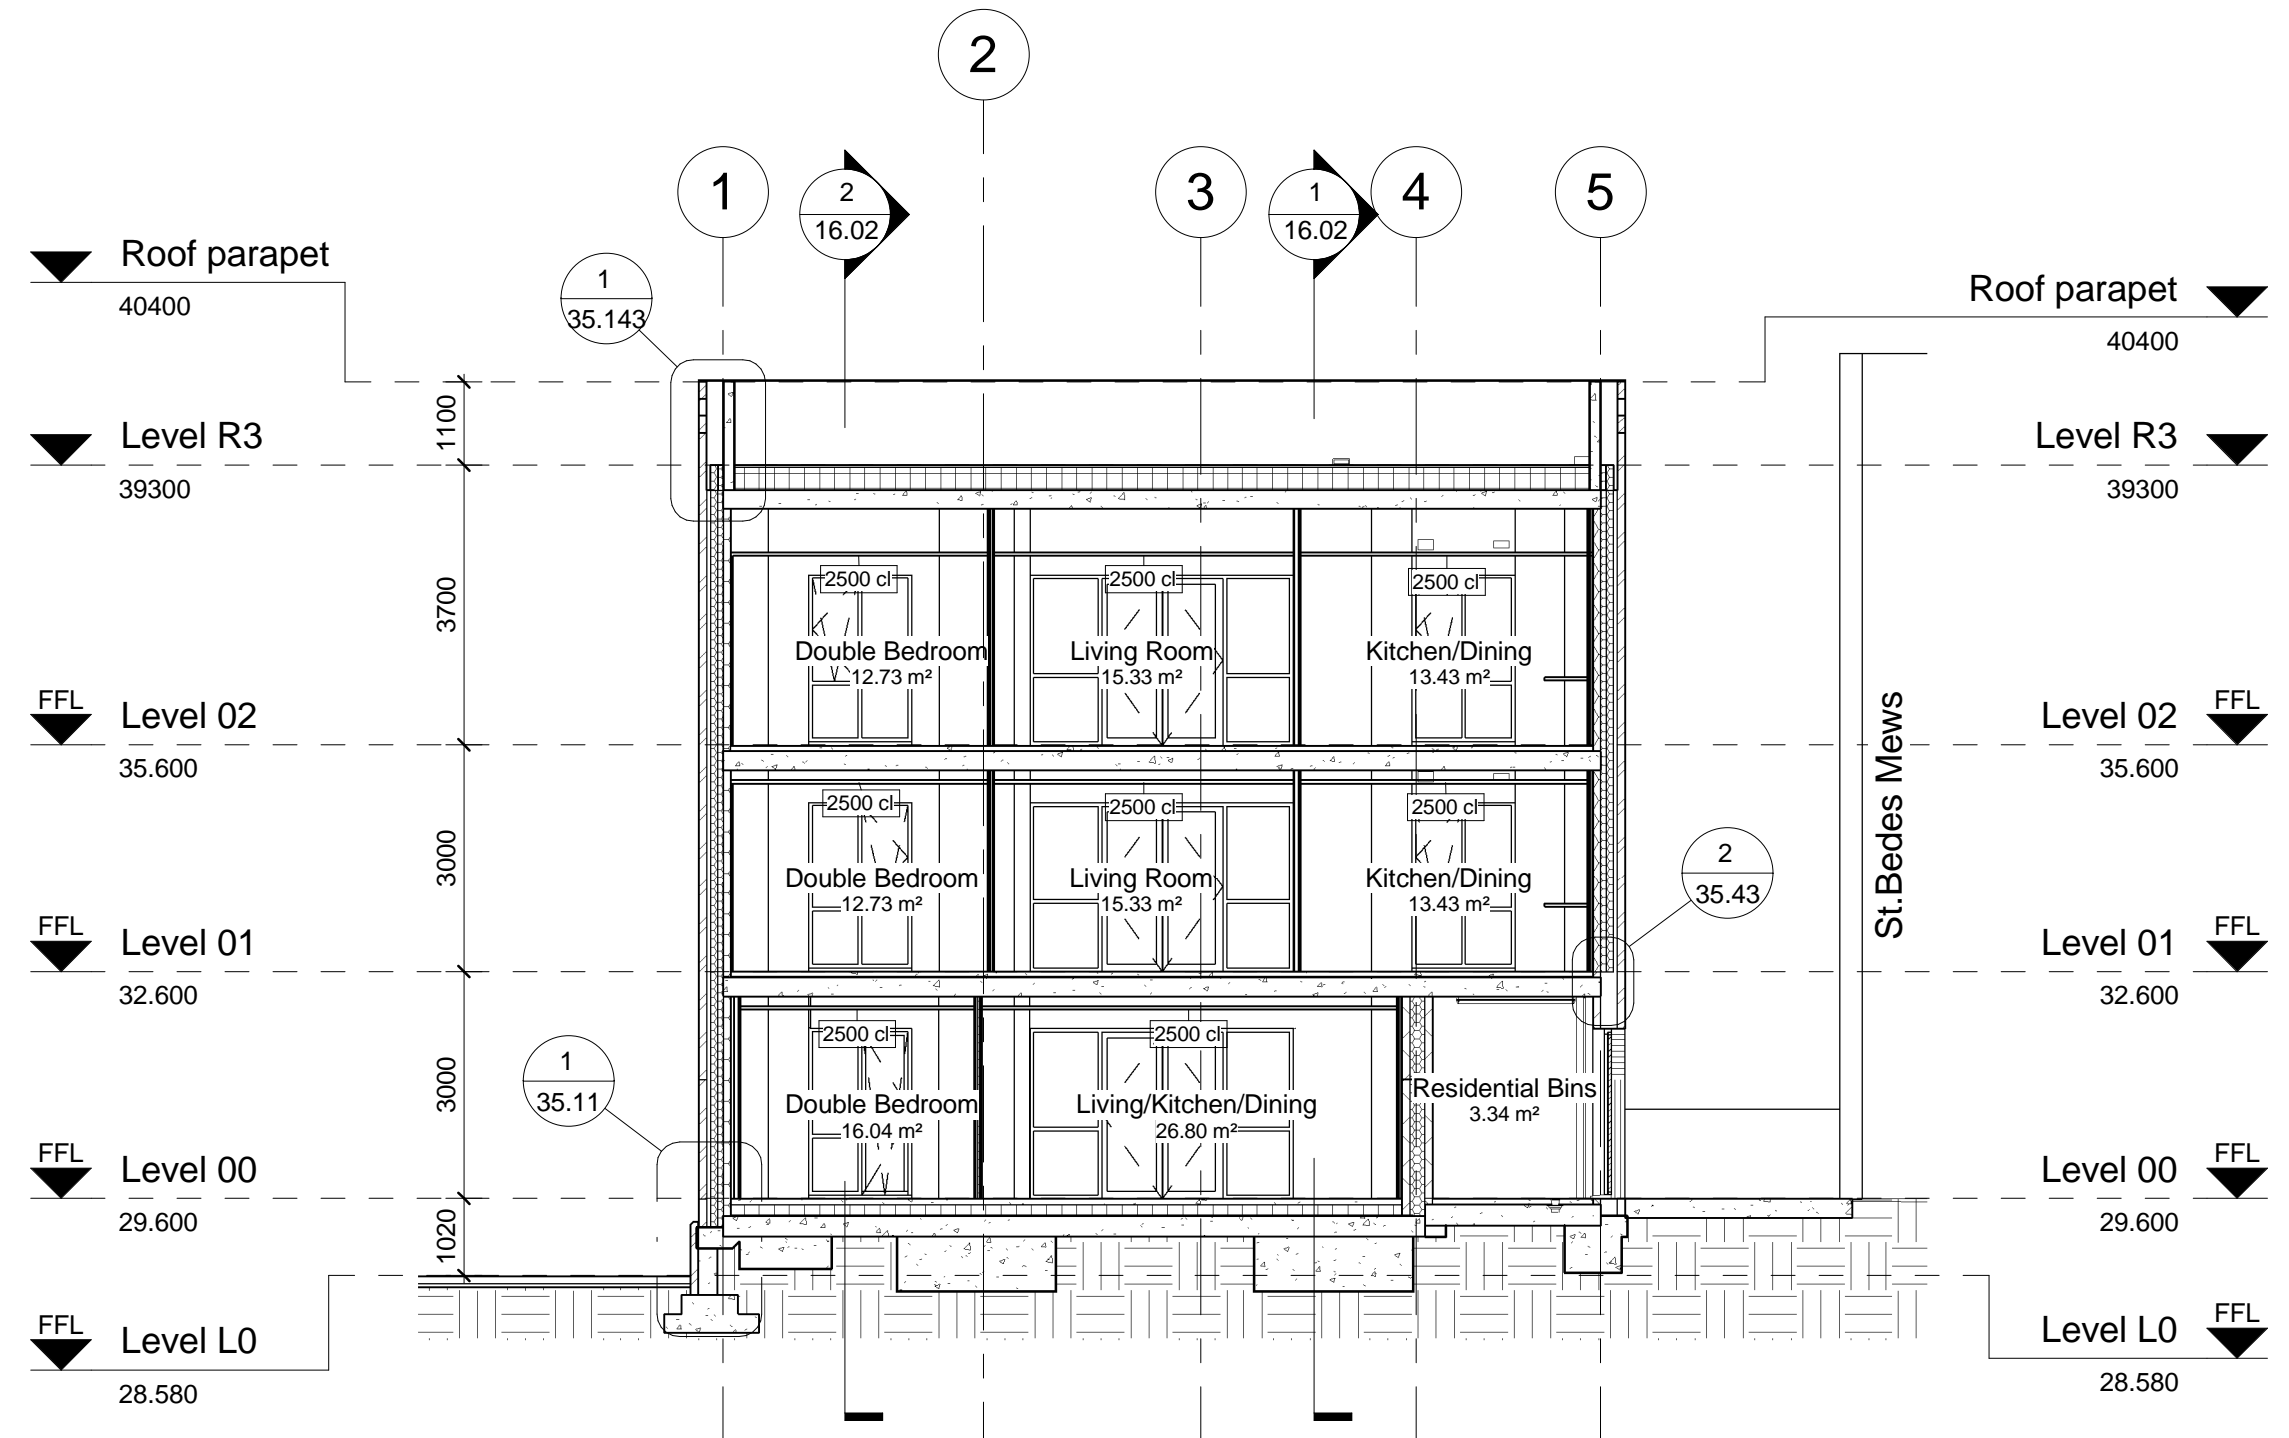 2
1
3
4
5
2
16.02
1
16.02
1
35.143
Roof parapet
40400
Roof parapet
40400
1100
Level R3
39300
Level R3
39300
3700
2500 cl
2500 cl
2500 cl
Double Bedroom
12.73 m²
Living Room
15.33 m²
Kitchen/Dining
13.43 m²
FFL
Level 02
35.600
FFL
Level 02
35.600
St.Bedes Mews
3000
2500 cl
2500 cl
2500 cl
Double Bedroom
12.73 m²
Living Room
15.33 m²
Kitchen/Dining
13.43 m²
2
35.43
FFL
Level 01
32.600
FFL
Level 01
32.600
3000
2500 cl
2500 cl
1
35.11
Double Bedroom
16.04 m²
Living/Kitchen/Dining
26.80 m²
Residential Bins
3.34 m²
FFL
Level 00
29.600
FFL
Level 00
29.600
1020
FFL
Level L0
28.580
FFL
Level L0
28.580